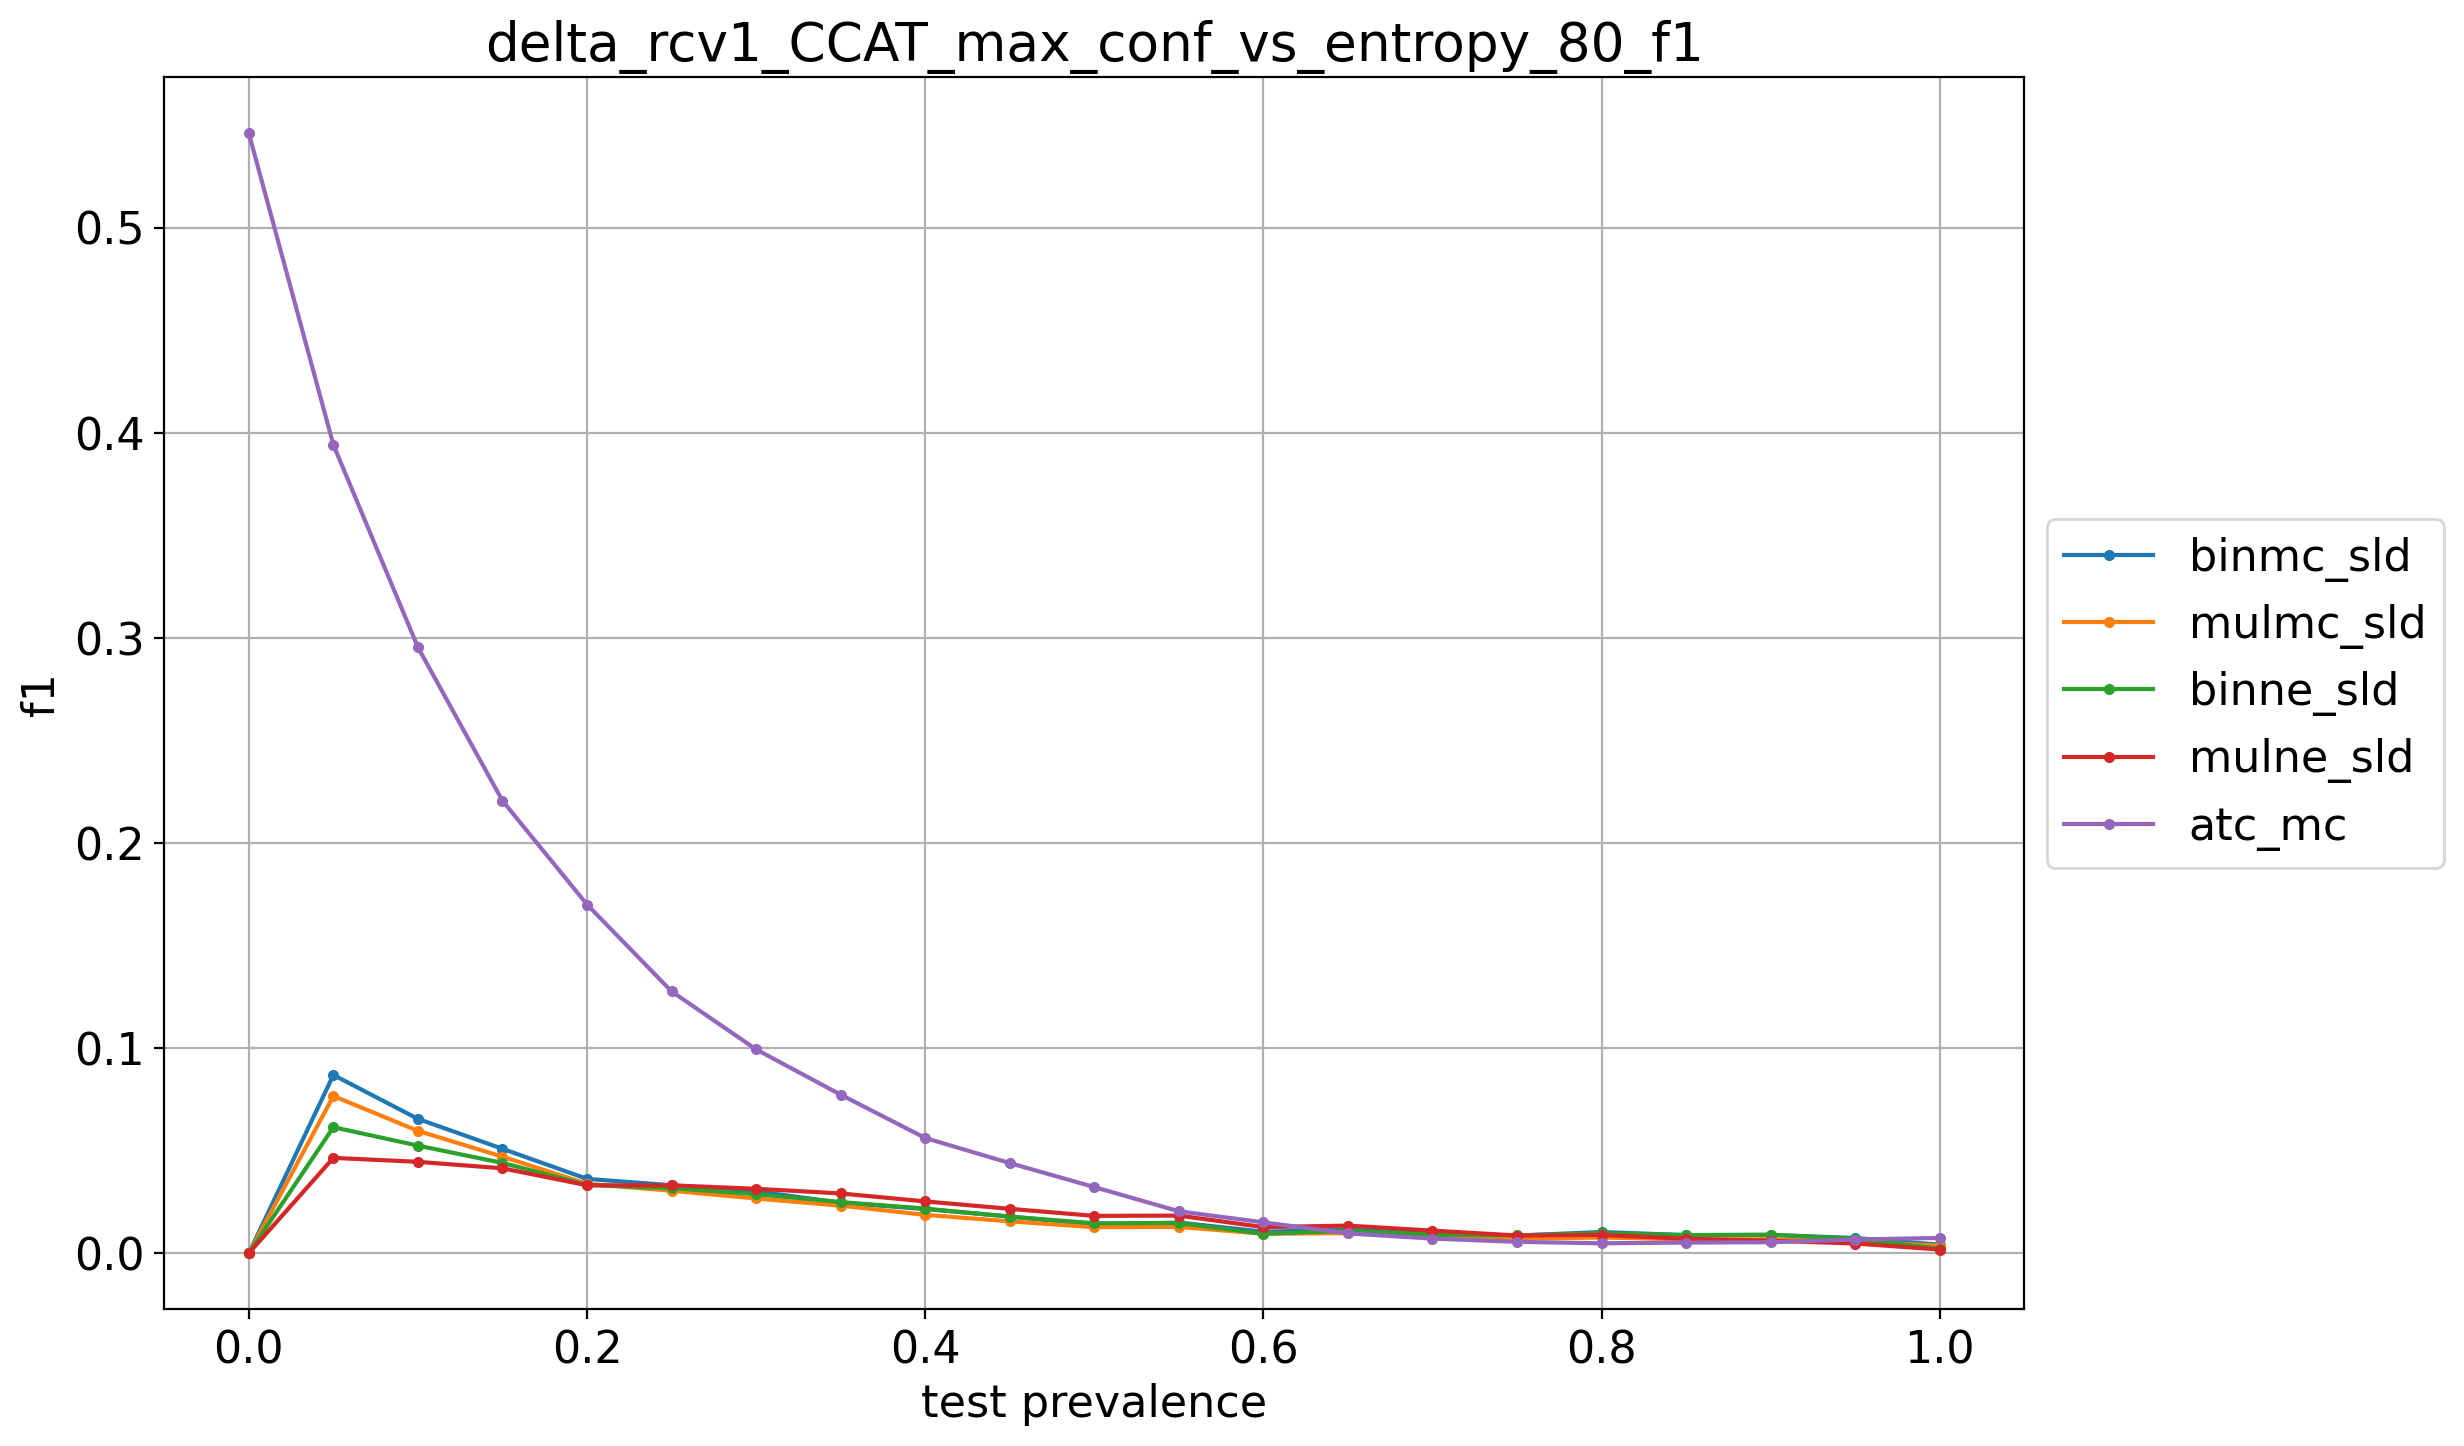 delta_rcv1_CCAT_max_conf_vs_entropy_80_f1
f1
0.5
0.4
0.3
0.2
0.1
0.0
0.0 0.2 0.4 0.6 0.8 1.0
test prevalence
binmc_sld
mulmc_sld
binne_sld
mulne_sld
atc_mc